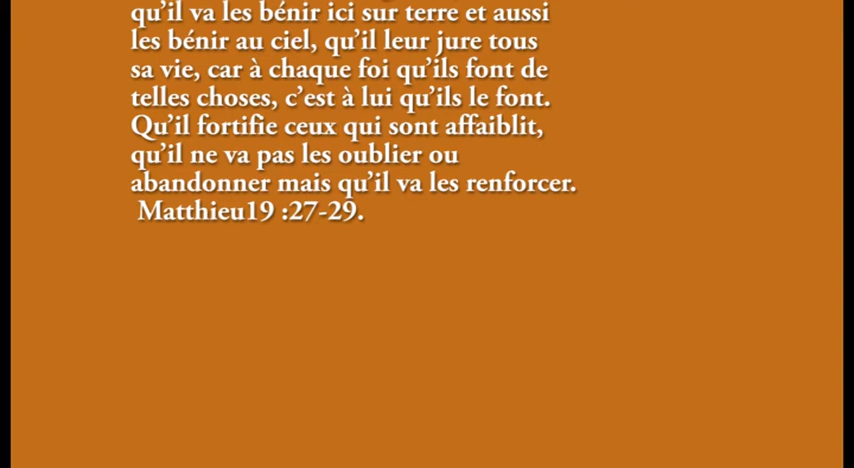 qu’il va les bénir ici sur terre et aussi
les bénir au ciel, qu’il leur jure tous
sa vie, car à chaque foi qu’ils font de
telles choses, c’est à lui qu’ils le font.
Qu’il fortifie ceux qui sont affaiblit,
qu’il ne va pas les oublier ou
abandonner mais qu’il va les renforcer.
Matthieu19 :27-29.